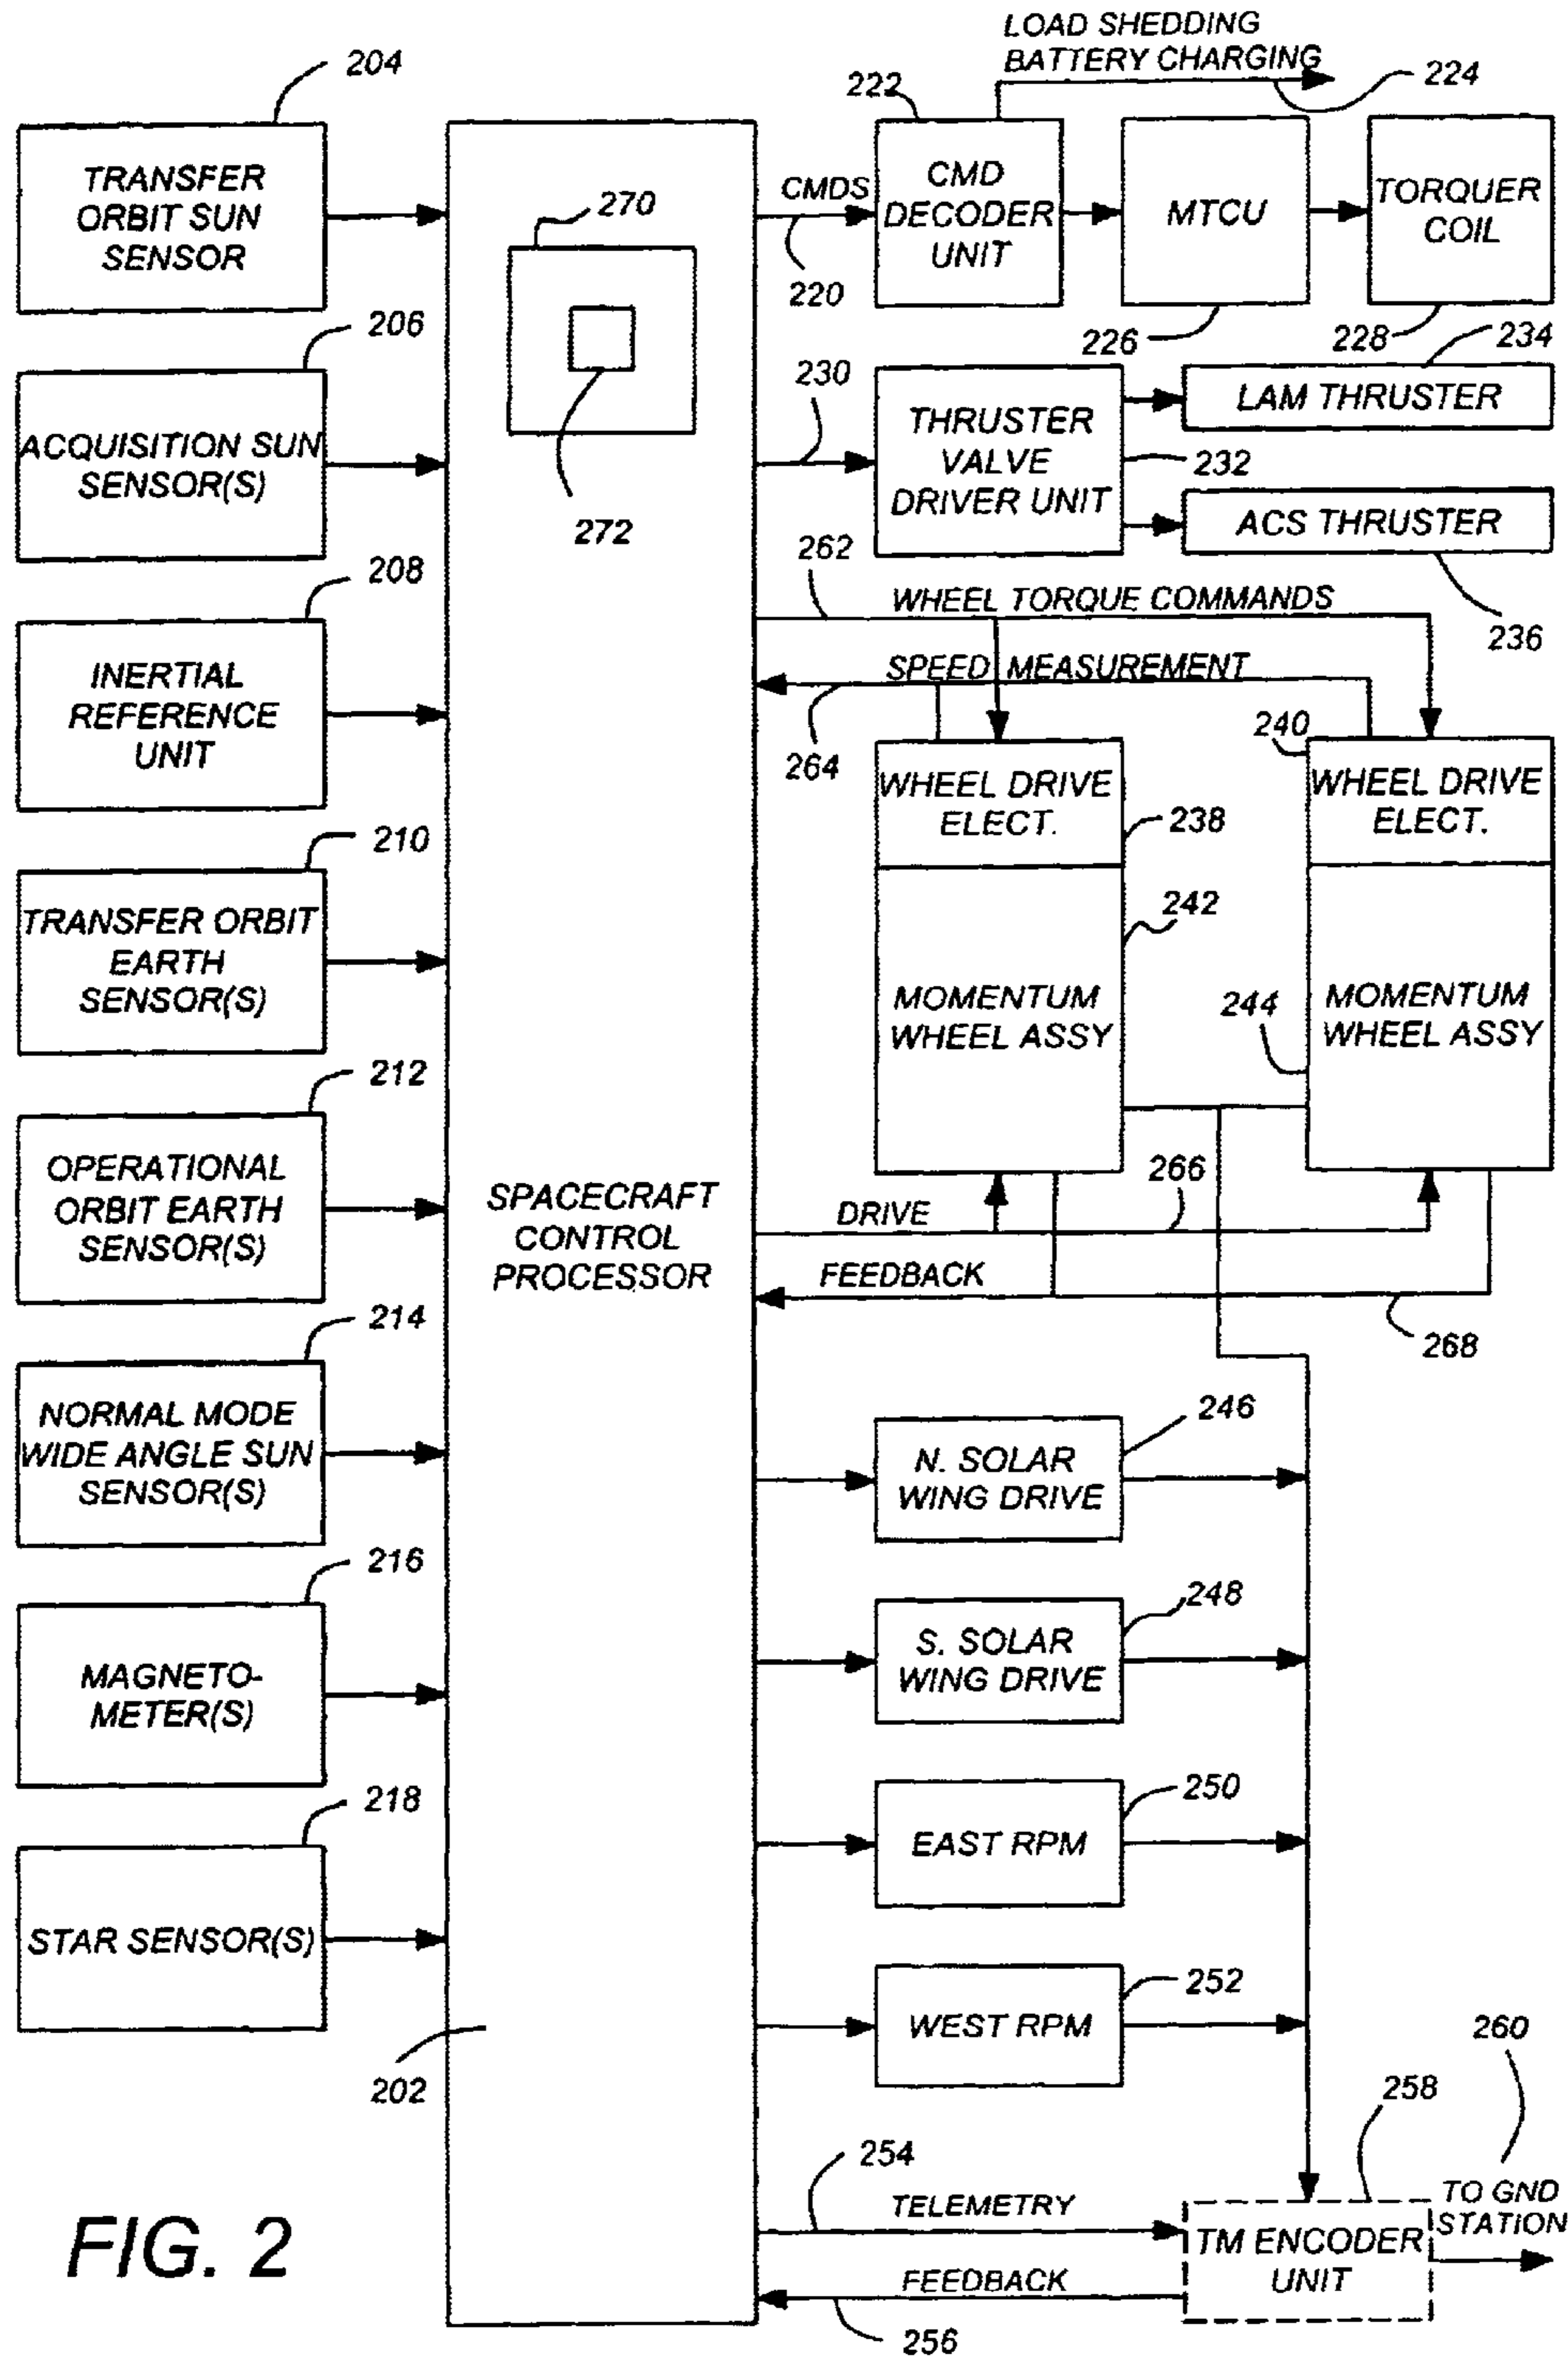 LOAD SHEDDING
BATTERY CHARGING
204
222
224
TRANSFER
ORBIT SUN
SENSOR
270
272
CMDS
220
CMD
DECODER
UNIT
MTCU
226
TORQUER
COIL
228
206
ACQUISITION SUN
SENSOR(S)
230
THRUSTER
VALVE
DRIVER UNIT
232
234
LAM THRUSTER
ACS THRUSTER
236
208
INERTIAL
REFERENCE
UNIT
262
WHEEL TORQUE COMMANDS
SPEED MEASUREMENT
264
WHEEL DRIVE
ELECT.
238
240
WHEEL DRIVE
ELECT.
210
TRANSFER ORBIT
EARTH
SENSOR(S)
242
MOMENTUM
WHEEL ASSY
244
MOMENTUM
WHEEL ASSY
212
OPERATIONAL
ORBIT EARTH
SENSOR(S)
SPACECRAFT
CONTROL
PROCESSOR
DRIVE
266
FEEDBACK
268
214
NORMAL MODE
WIDE ANGLE SUN
SENSOR(S)
246
N. SOLAR
WING DRIVE
216
MAGNETO-
METER(S)
248
S. SOLAR
WING DRIVE
218
STAR SENSOR(S)
250
EAST RPM
252
WEST RPM
202
260
258
254
TELEMETRY
TO GND
STATION
TM ENCODER
UNIT
FEEDBACK
256
FIG. 2